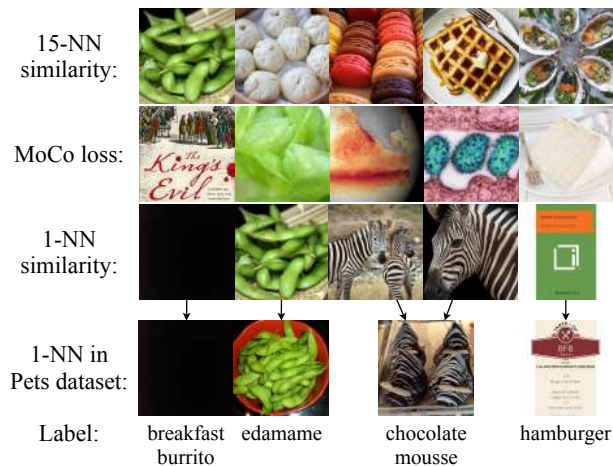 15-NN
similarity:
MoCo loss:
The
King's
Evil
1-NN
similarity:
1-NN in
Pets dataset:
BFB
Label:
breakfast
burrito
edamame
chocolate
mousse
hamburger